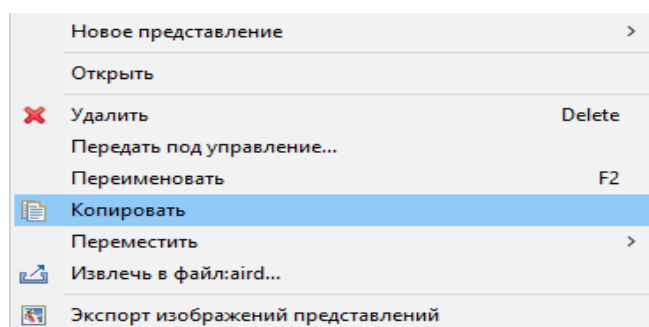 Новое представление >
Открыть
Удалить Delete
Передать под управление...
Переименовать F2
Копировать
Переместить >
Извлечь в файл:aird...
Экспорт изображений представлений